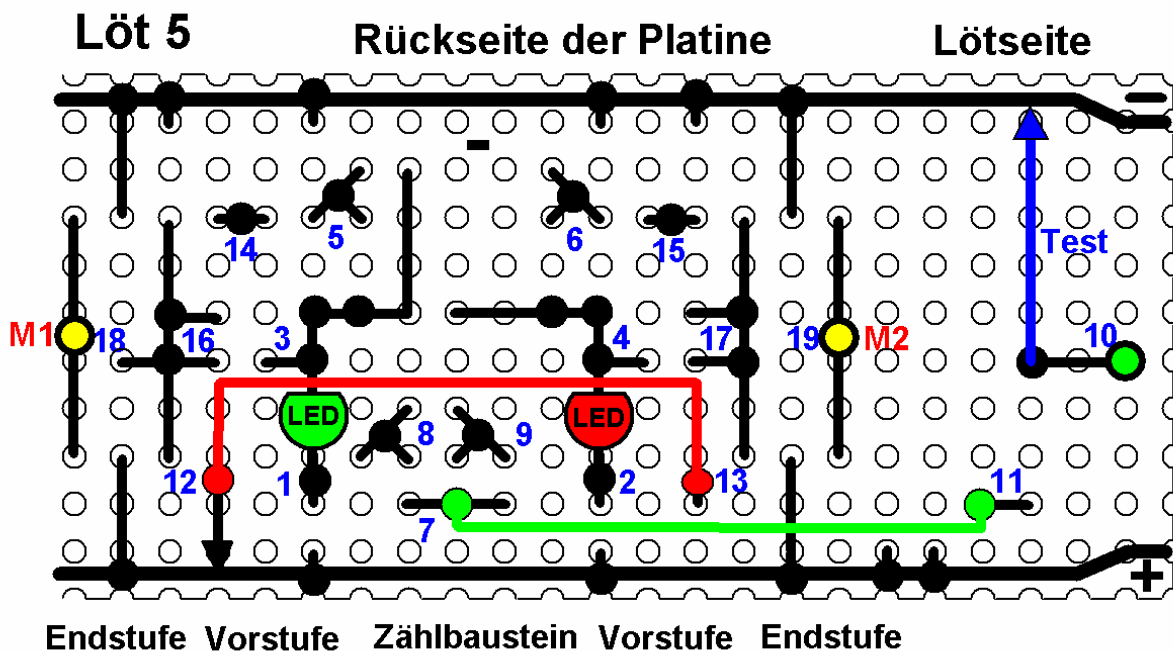 Löt 5 Rückseite der Platine Lötseite
-
-
14 5 6 15 Test
M1 18 16 3 4 17 19 M2 10
LED LED
8 9
12 1 2 13 11
7
+
Endstufe Vorstufe Zählbaustein Vorstufe Endstufe